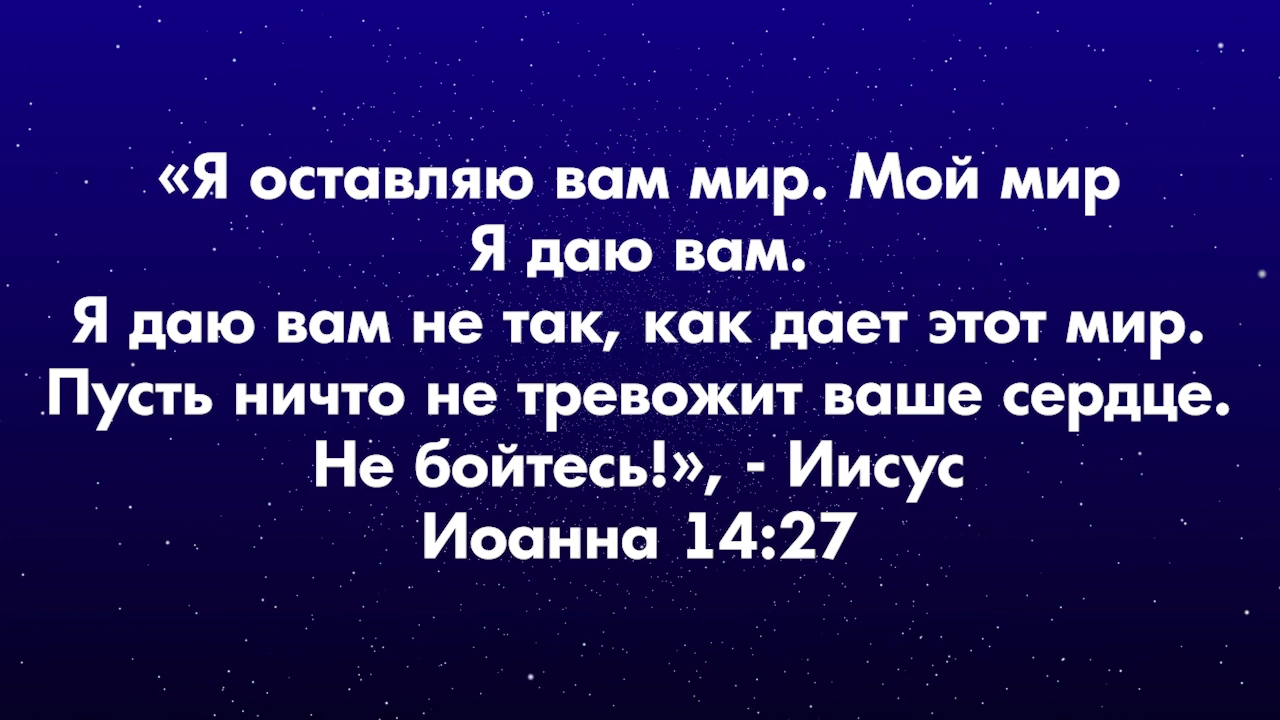 «Я оставляю вам мир. Мой мир
Я даю вам.
Я даю вам не так, как дает этот мир.
Пусть ничто не тревожит ваше сердце.
Не бойтесь!», - Иисус
Иоанна 14:27